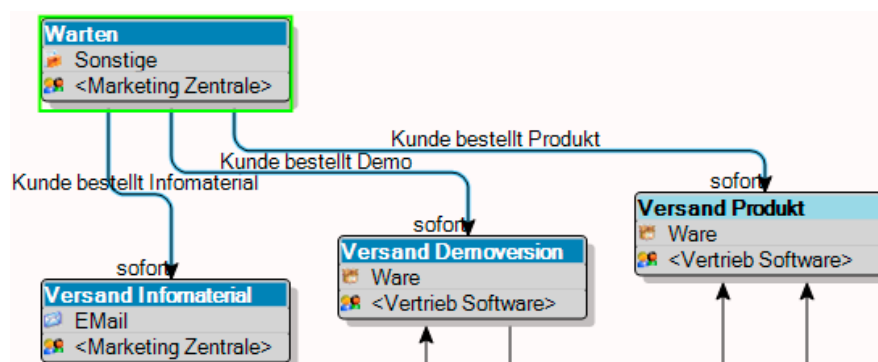 Warten
Sonstige
<Marketing Zentrale>
Kunde bestellt Produkt
Kunde bestellt Demo
Kunde bestellt Infomaterial
sofort
Versand Produkt
Ware
<Vertrieb Software>
sofort
Versand Demoversion
Ware
<Vertrieb Software>
sofort
Versand Infomaterial
EMail
<Marketing Zentrale>